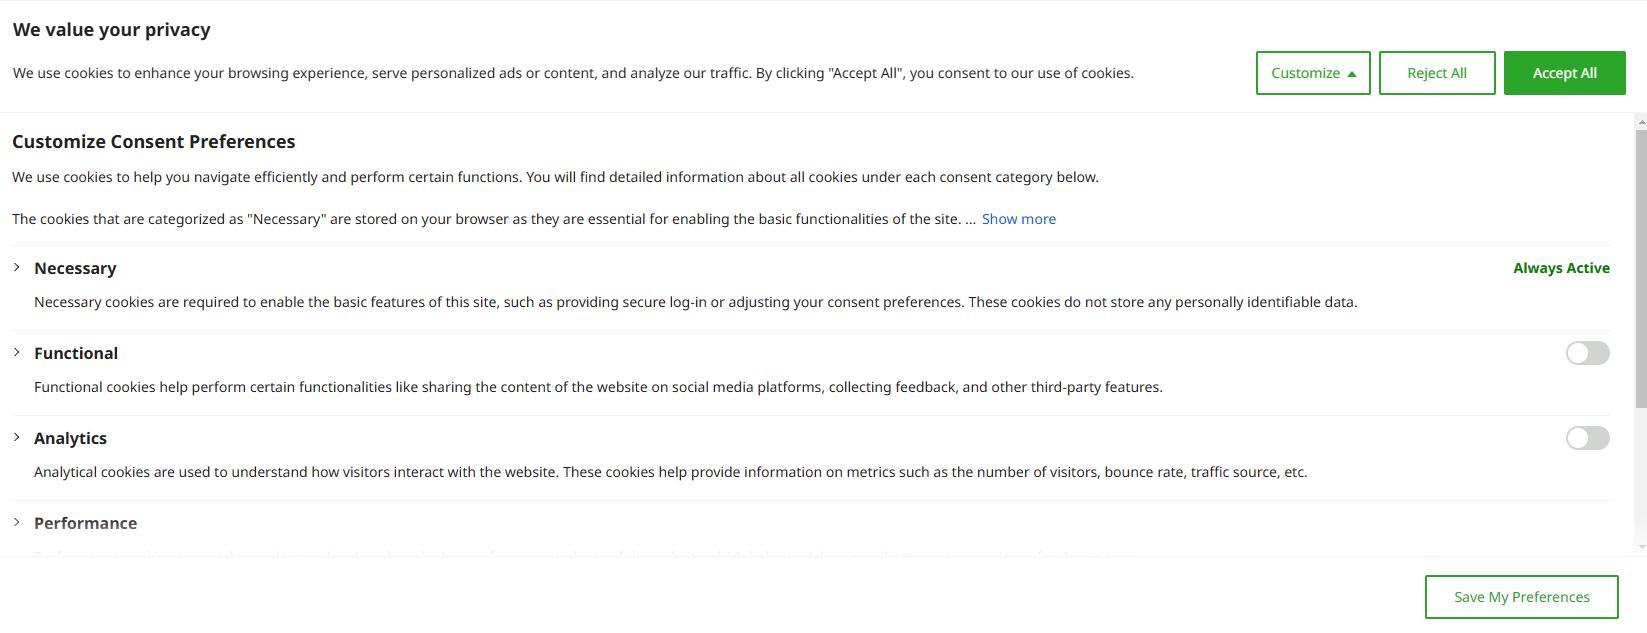 We value your privacy
We use cookies to enhance your browsing experience, serve personalized ads or content, and analyze our traffic. By clicking "Accept All", you consent to our use of cookies.
Customize
Reject All
Accept All
Customize Consent Preferences
We use cookies to help you navigate efficiently and perform certain functions. You will find detailed information about all cookies under each consent category below.
The cookies that are categorized as "Necessary" are stored on your browser as they are essential for enabling the basic functionalities of the site. ... Show more
Necessary
Always Active
Necessary cookies are required to enable the basic features of this site, such as providing secure log-in or adjusting your consent preferences. These cookies do not store any personally identifiable data.
Functional
Functional cookies help perform certain functionalities like sharing the content of the website on social media platforms, collecting feedback, and other third-party features.
Analytics
Analytical cookies are used to understand how visitors interact with the website. These cookies help provide information on metrics such as the number of visitors, bounce rate, traffic source, etc.
Performance
Save My Preferences